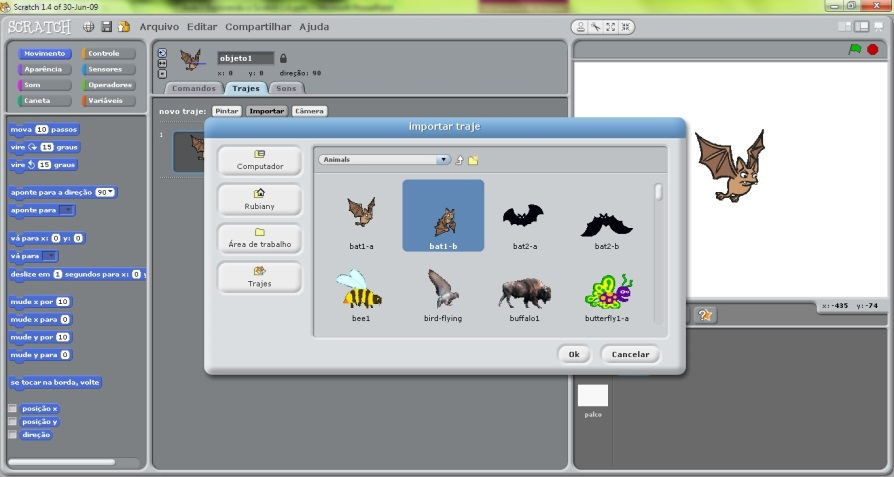 Scratch 1.4 of 30-Jun-09
SCRATCH Arquivo Editar Compartilhar Ajuda
Movimento Controle
Aparência Sensores
Som Operadores
Caneta Variáveis
mova 10 passos
vire 15 graus
vire 15 graus
aponte para a direção 90
aponte para
vá para x: 0 y: 0
vá para
deslize em 1 segundos para x: 0 y
mude x por 10
mude x para 0
mude y por 10
mude y para 0
se tocar na borda, volte
posição x
posição y
direção
objeto1
x: 0 y: 0 direção: 90
Comandos Trajes Sons
novo traje: Pintar Importar Câmera
1
Importar traje
Computador
Rubiany
Área de trabalho
Trajes
Animals
bat1-a bat1-b bat2-a bat2-b
bee1 bird-flying buffalo1 butterfly1-a
Ok Cancelar
x: -435 y: -74
palco